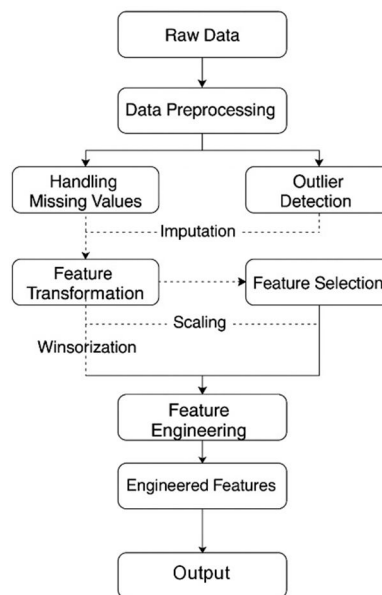 Raw Data
Data Preprocessing
Handling
Missing Values
Outlier
Detection
Imputation
Feature
Transformation
Feature Selection
Scaling
Winsorization
Feature
Engineering
Engineered Features
Output